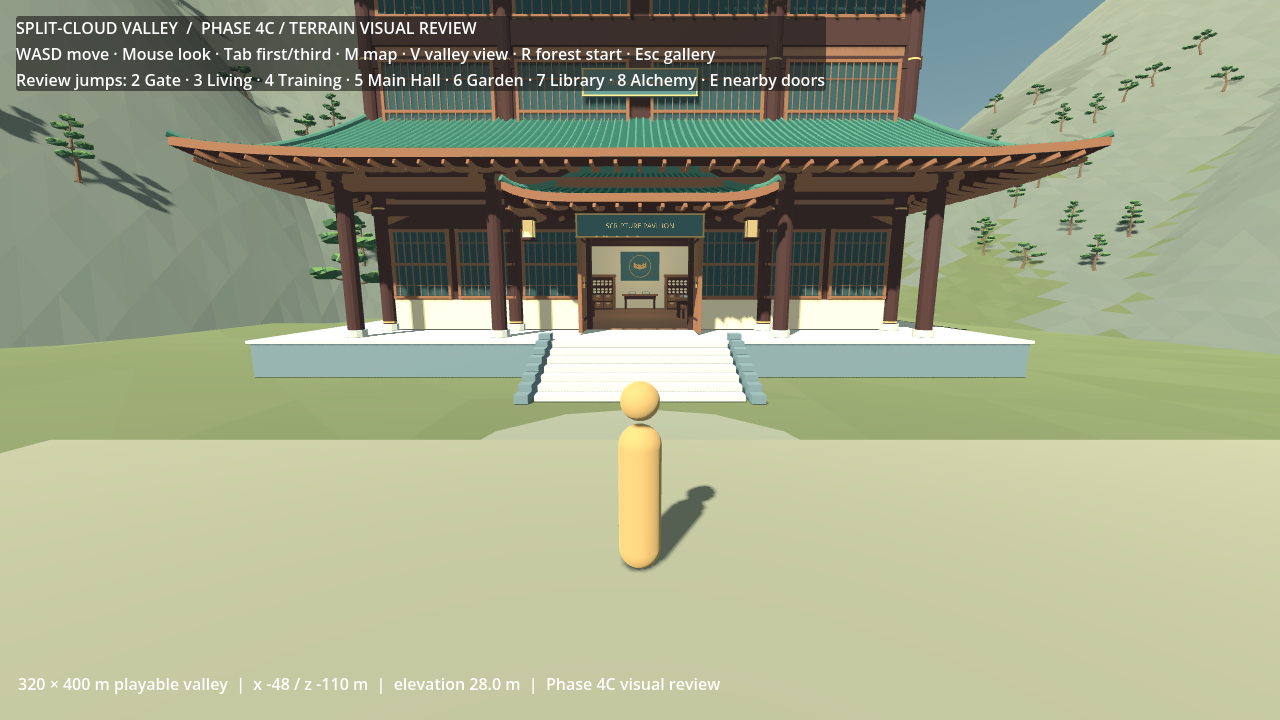 SPLIT-CLOUD VALLEY / PHASE 4C / TERRAIN VISUAL REVIEW
WASD move · Mouse look · Tab first/third · M map · V valley view · R forest start · Esc gallery
Review jumps: 2 Gate · 3 Living · 4 Training · 5 Main Hall · 6 Garden · 7 Library · 8 Alchemy · E nearby doors
SCRIPTURE PAVILION
320 × 400 m playable valley | x -48 / z -110 m | elevation 28.0 m | Phase 4C visual review